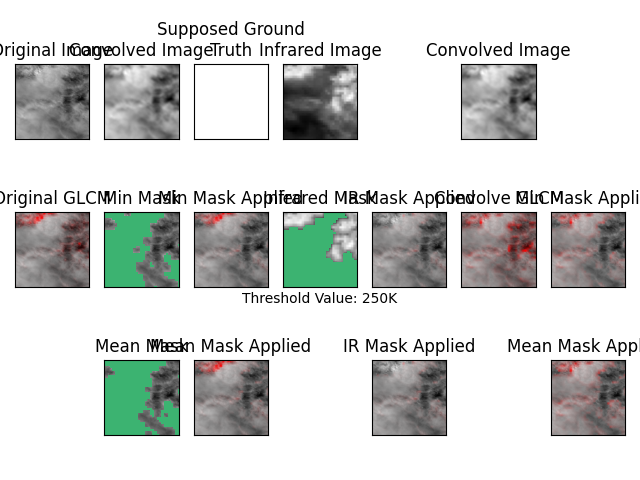 Supposed Ground
Original Image Convolved Image Truth Infrared Image Convolved Image
Original GLCM Min Mask Min Mask Applied Infrared Mask IR Mask Applied Convolve GLCM Min Mask Appli
Threshold Value: 250K
Mean Mask Mean Mask Applied IR Mask Applied Mean Mask Appl